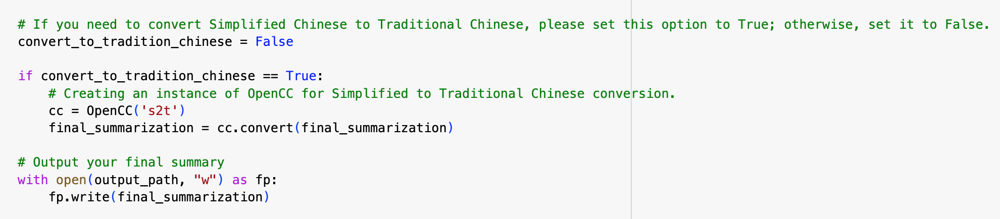 # If you need to convert Simplified Chinese to Traditional Chinese, please set this option to True; otherwise, set it to False.
convert_to_tradition_chinese = False

if convert_to_tradition_chinese == True:
    # Creating an instance of OpenCC for Simplified to Traditional Chinese conversion.
    cc = OpenCC('s2t')
    final_summarization = cc.convert(final_summarization)

# Output your final summary
with open(output_path, "w") as fp:
    fp.write(final_summarization)